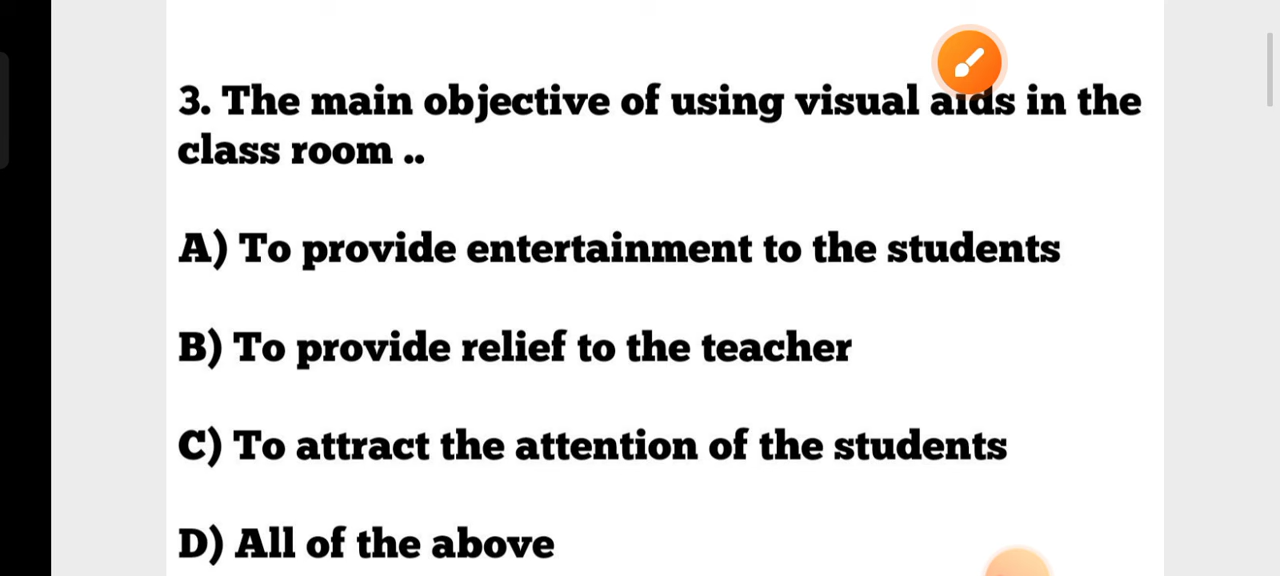 3. The main objective of using visual aids in the
class room ..
A) To provide entertainment to the students
B) To provide relief to the teacher
C) To attract the attention of the students
D) All of the above